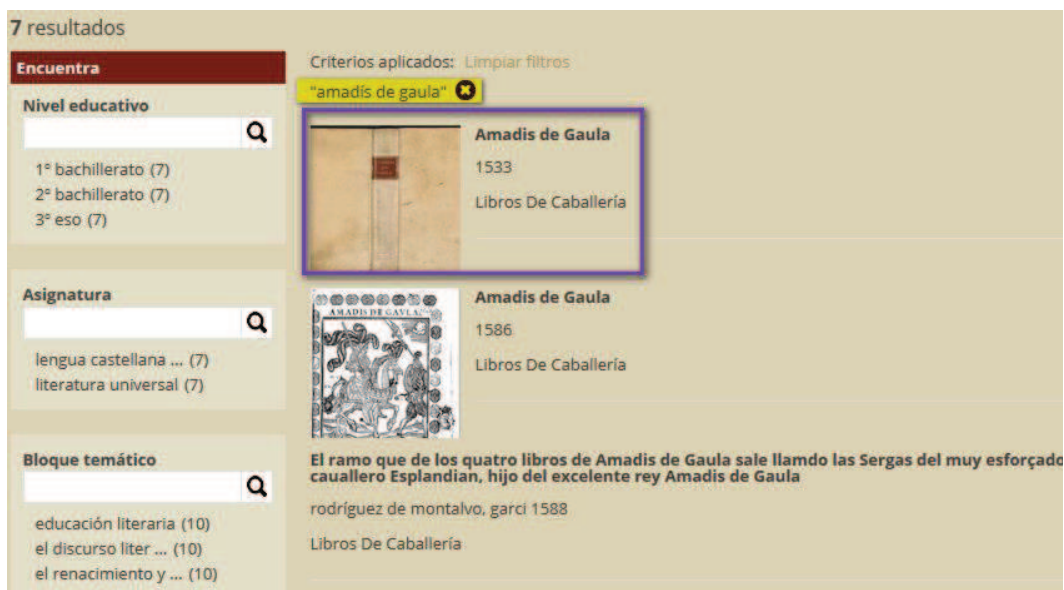 7 resultados
Encuentra
Nivel educativo
1º bachillerato (7)
2º bachillerato (7)
3º eso (7)
Asignatura
lengua castellana ... (7)
literatura universal (7)
Bloque temático
educación literaria (10)
el discurso liter ... (10)
el renacimiento y ... (10)
Criterios aplicados: Limpiar filtros
"amadís de gaula"
Amadis de Gaula
1533
Libros De Caballería
AMADIS DE GAVLA
Amadis de Gaula
1586
Libros De Caballería
El ramo que de los quatro libros de Amadis de Gaula sale llamdo las Sergas del muy esforçado
cauallero Esplandian, hijo del excelente rey Amadis de Gaula
rodríguez de montalvo, garci 1588
Libros De Caballería